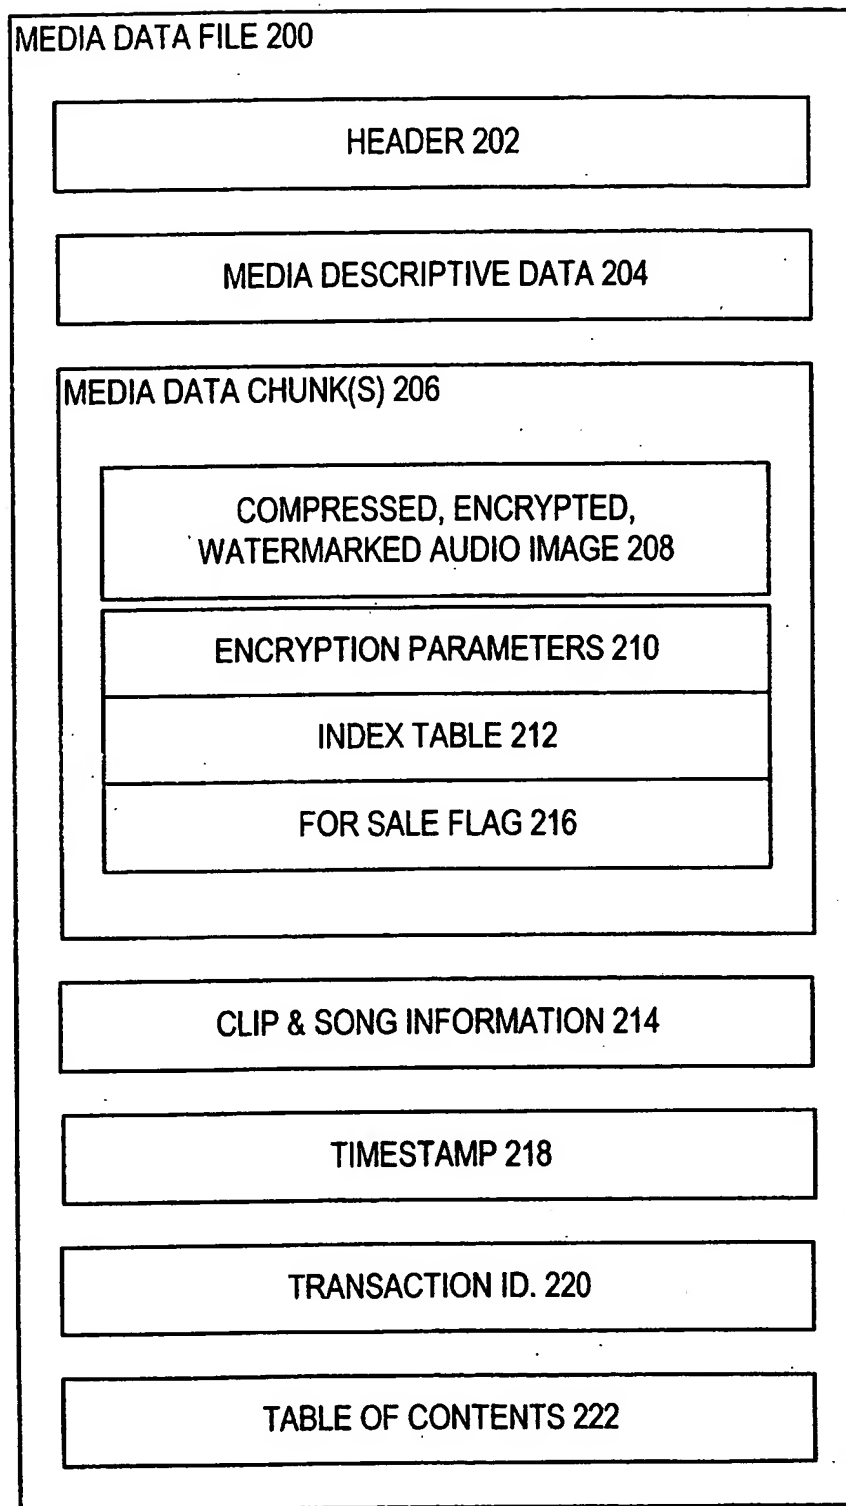 MEDIA DATA FILE 200
HEADER 202
MEDIA DESCRIPTIVE DATA 204
MEDIA DATA CHUNK(S) 206
COMPRESSED, ENCRYPTED,
WATERMARKED AUDIO IMAGE 208
ENCRYPTION PARAMETERS 210
INDEX TABLE 212
FOR SALE FLAG 216
CLIP & SONG INFORMATION 214
TIMESTAMP 218
TRANSACTION ID. 220
TABLE OF CONTENTS 222